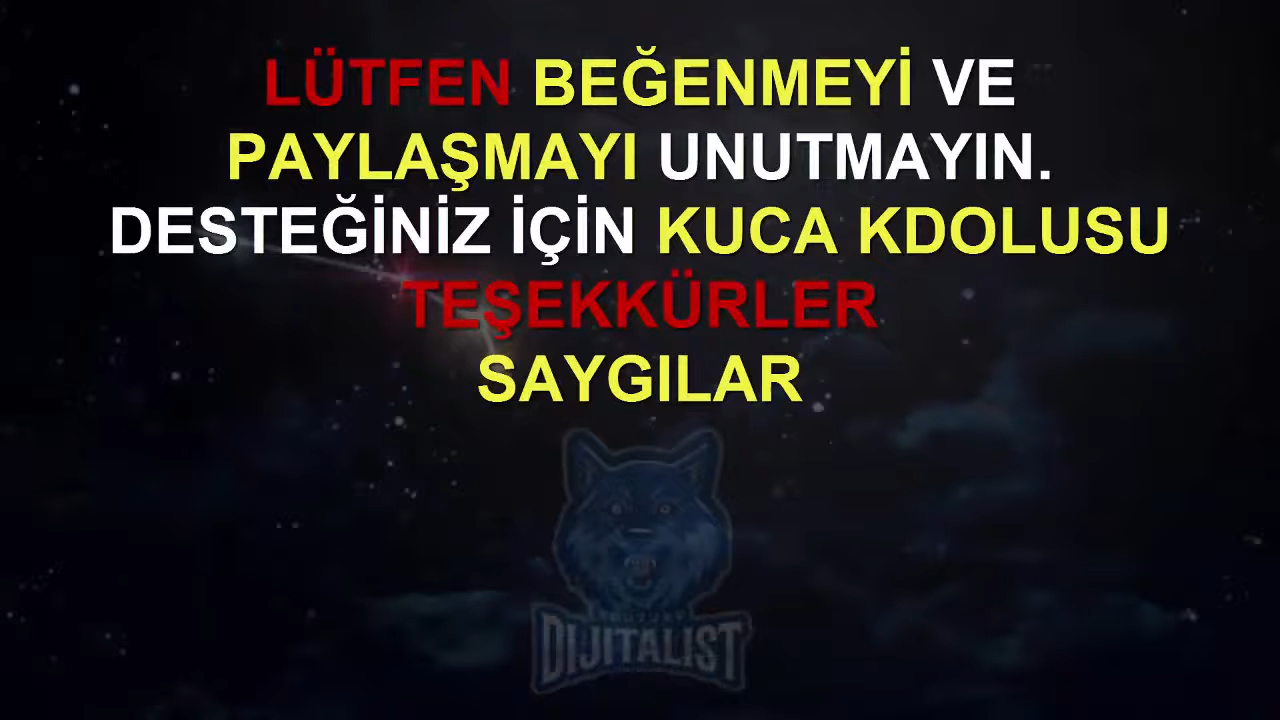 LÜTFEN BEĞENMEYİ VE
PAYLAŞMAYI UNUTMAYIN.
DESTEĞİNİZ İÇİN KUCA KDOLUSU
TEŞEKKÜRLER
SAYGILAR
DIJITALIST